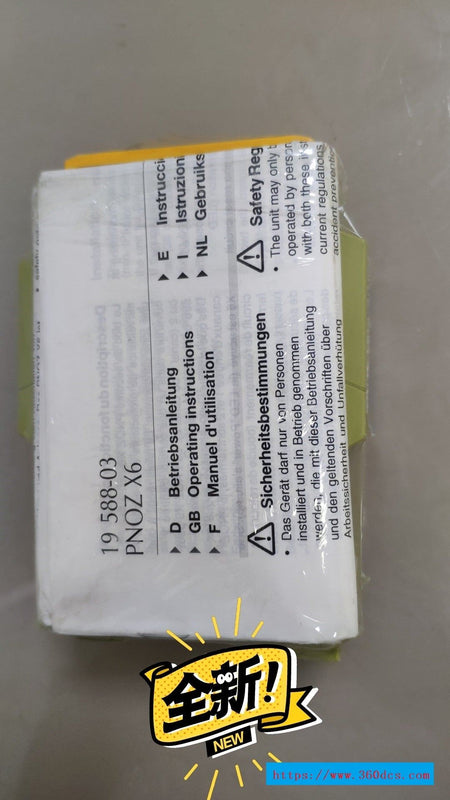 19 588-03
PNOZ X6
▶ D Betriebsanleitung
▶ GB Operating instructions
▶ F Manuel d'utilisation
▶ E Instrucci
▶ I Istruzion
▶ NL Gebruiks
Sicherheitsbestimmungen
• Das Gerät darf nur von Personen
installiert und in Betrieb genommen
werden, die mit dieser Betriebsanleitung
und den geltenden Vorschriften über
Arbeitssicherheit und Unfallverhütung
Safety Reg
• The unit may only b
operated by person
with both these inst
current regulations
accident preventio
全新!
NEW
https://www.360dcs.com